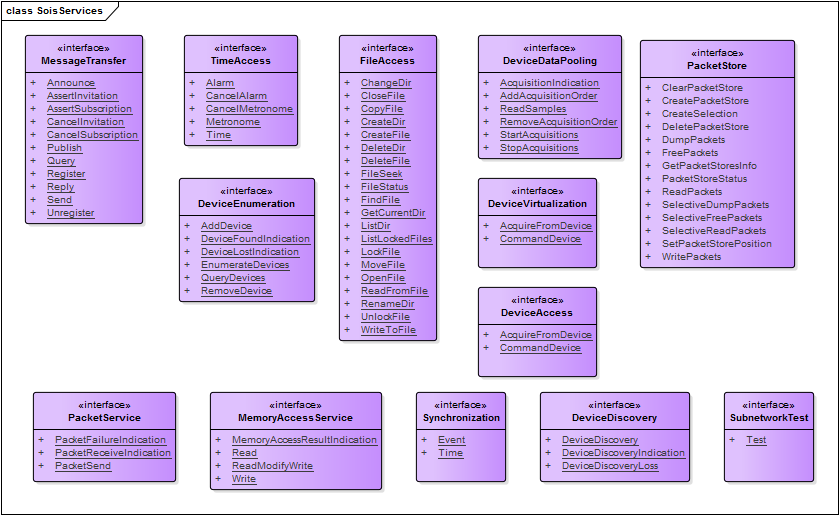 class SoisServices
«interface»
MessageTransfer
+ Announce
+ AssertInvitation
+ AssertSubscription
+ CancelInvitation
+ CancelSubscription
+ Publish
+ Query
+ Register
+ Reply
+ Send
+ Unregister
«interface»
TimeAccess
+ Alarm
+ CancelAlarm
+ CancelMetronome
+ Metronome
+ Time
«interface»
FileAccess
+ ChangeDir
+ CloseFile
+ CopyFile
+ CreateDir
+ CreateFile
+ DeleteDir
+ DeleteFile
+ FileSeek
+ FileStatus
+ FindFile
+ GetCurrentDir
+ ListDir
+ ListLockedFiles
+ LockFile
+ MoveFile
+ OpenFile
+ ReadFromFile
+ RenameDir
+ UnlockFile
+ WriteToFile
«interface»
DeviceDataPooling
+ AcquisitionIndication
+ AddAcquisitionOrder
+ ReadSamples
+ RemoveAcquisitionOrder
+ StartAcquisitions
+ StopAcquisitions
«interface»
PacketStore
+ ClearPacketStore
+ CreatePacketStore
+ CreateSelection
+ DeletePacketStore
+ DumpPackets
+ FreePackets
+ GetPacketStoresInfo
+ PacketStoreStatus
+ ReadPackets
+ SelectiveDumpPackets
+ SelectiveFreePackets
+ SelectiveReadPackets
+ SetPacketStorePosition
+ WritePackets
«interface»
DeviceEnumeration
+ AddDevice
+ DeviceFoundIndication
+ DeviceLostIndication
+ EnumerateDevices
+ QueryDevices
+ RemoveDevice
«interface»
DeviceVirtualization
+ AcquireFromDevice
+ CommandDevice
«interface»
DeviceAccess
+ AcquireFromDevice
+ CommandDevice
«interface»
PacketService
+ PacketFailureIndication
+ PacketReceiveIndication
+ PacketSend
«interface»
MemoryAccessService
+ MemoryAccessResultIndication
+ Read
+ ReadModifyWrite
+ Write
«interface»
Synchronization
+ Event
+ Time
«interface»
DeviceDiscovery
+ DeviceDiscovery
+ DeviceDiscoveryIndication
+ DeviceDiscoveryLoss
«interface»
SubnetworkTest
+ Test